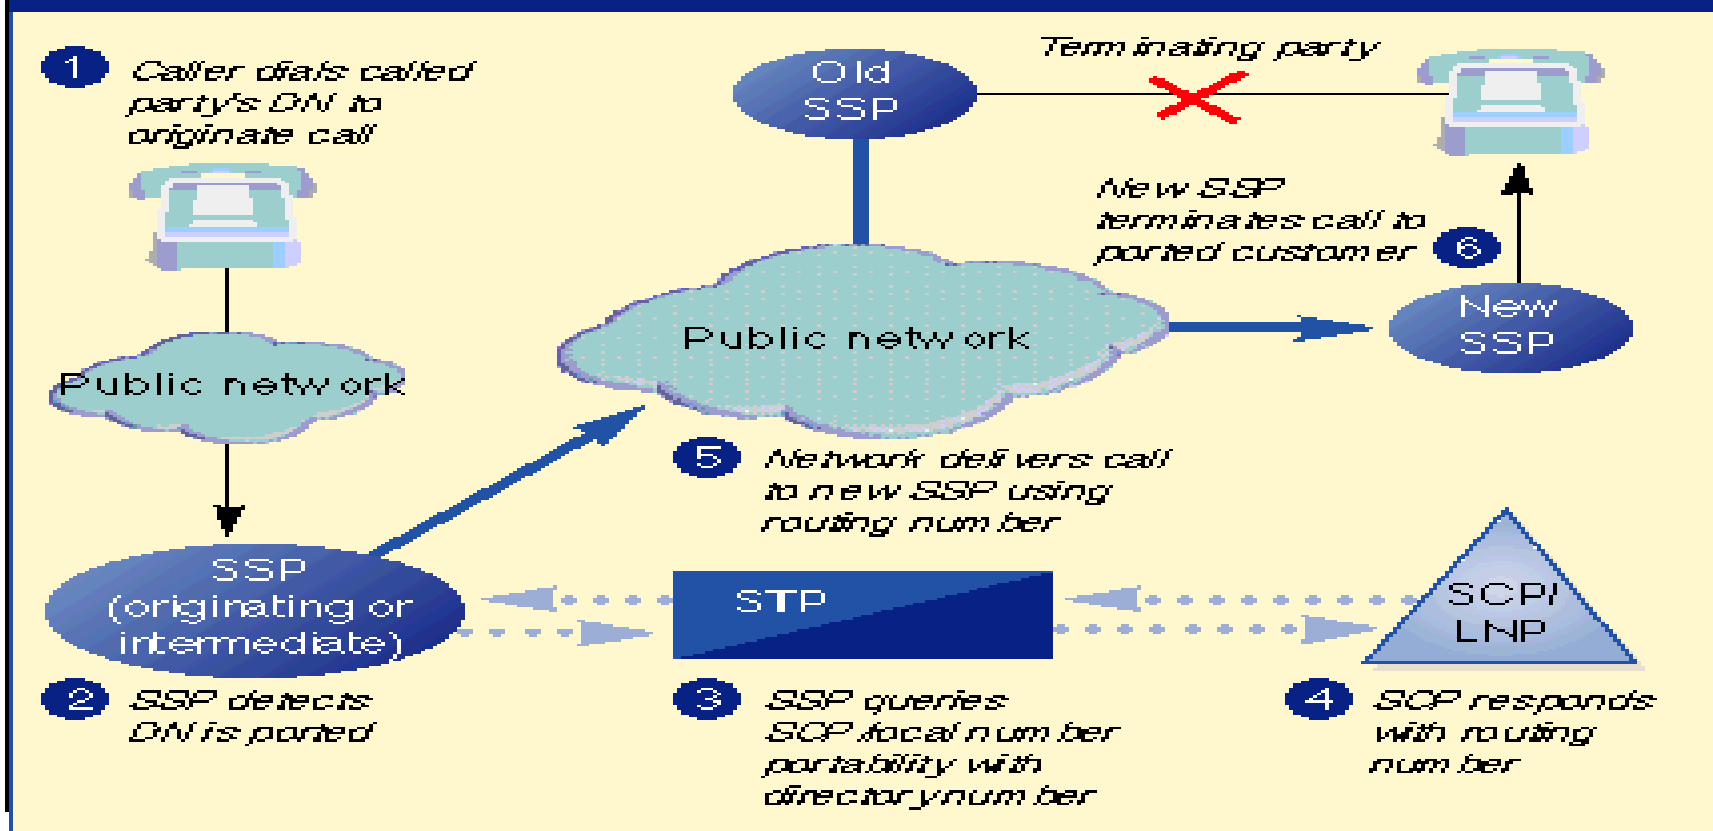 1 Caller dials called
party's DN to
originate call
Public network
SSP
(originating or
intermediate)
2 SSP detects
DN is ported
STP
3 SSP queries
SCP local number
portability with
directory number
SCP/
LNP
4 SCP responds
with routing
number
Public network
5 Network delivers call
to new SSP using
routing number
Old
SSP
Terminating party
New SSP
terminates call to
ported customer 6
New
SSP